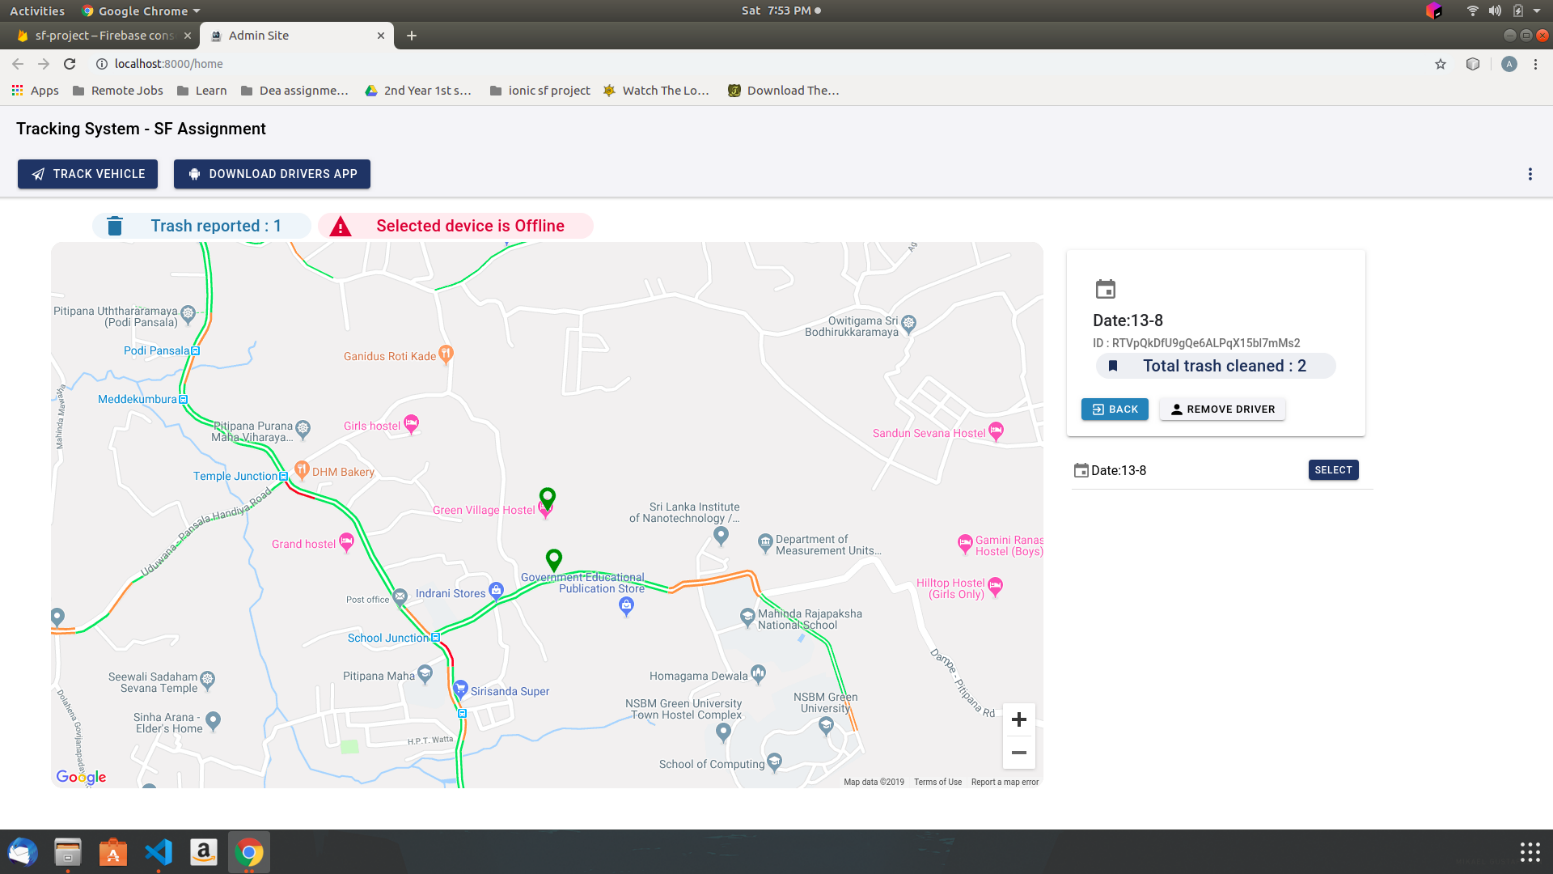 Activities
Google Chrome
Sat 7:53 PM
sf-project – Firebase cons
Admin Site
localhost:8000/home
A
Apps
Remote Jobs
Learn
Dea assignme…
2nd Year 1st s…
ionic sf project
Watch The Lo…
Download The…
Tracking System - SF Assignment
TRACK VEHICLE
DOWNLOAD DRIVERS APP
Trash reported : 1
Selected device is Offline
Pitipana Uththararamaya
(Podi Pansala)
Podi Pansala
Meddekumbura
Mahinda Mawa
Pitipana Purana
Maha Viharaya...
Temple Junction
DHM Bakery
Ganidus Roti Kade
Girls hostel
Owitigama Sri
Bodhirukkaramaya
Sandun Sevana Hostel
Uduwana - Pansala Handiya Road
Green Village Hostel
Grand hostel
Sri Lanka Institute
of Nanotechnology /...
Department of
Measurement Units...
Gamini Ranas
Hostel (Boys)
Hilltop Hostel
(Girls Only)
Government Educational
Publication Store
Indrani Stores
Post office
School Junction
Mahinda Rajapaksha
National School
Pitipana Maha
Sirisanda Super
Homagama Dewala
Dampe - Pitipana Rd
Seewali Sadaham
Sevana Temple
Sinha Arana -
Elder's Home
NSBM Green University
Town Hostel Complex
NSBM Green
University
H.P.T. Watta
School of Computing
Google
Map data ©2019
Terms of Use
Report a map error
Date:13-8
ID : RTVpQkDfU9gQe6ALPqX15bI7mMs2
Total trash cleaned : 2
BACK
REMOVE DRIVER
Date:13-8
SELECT